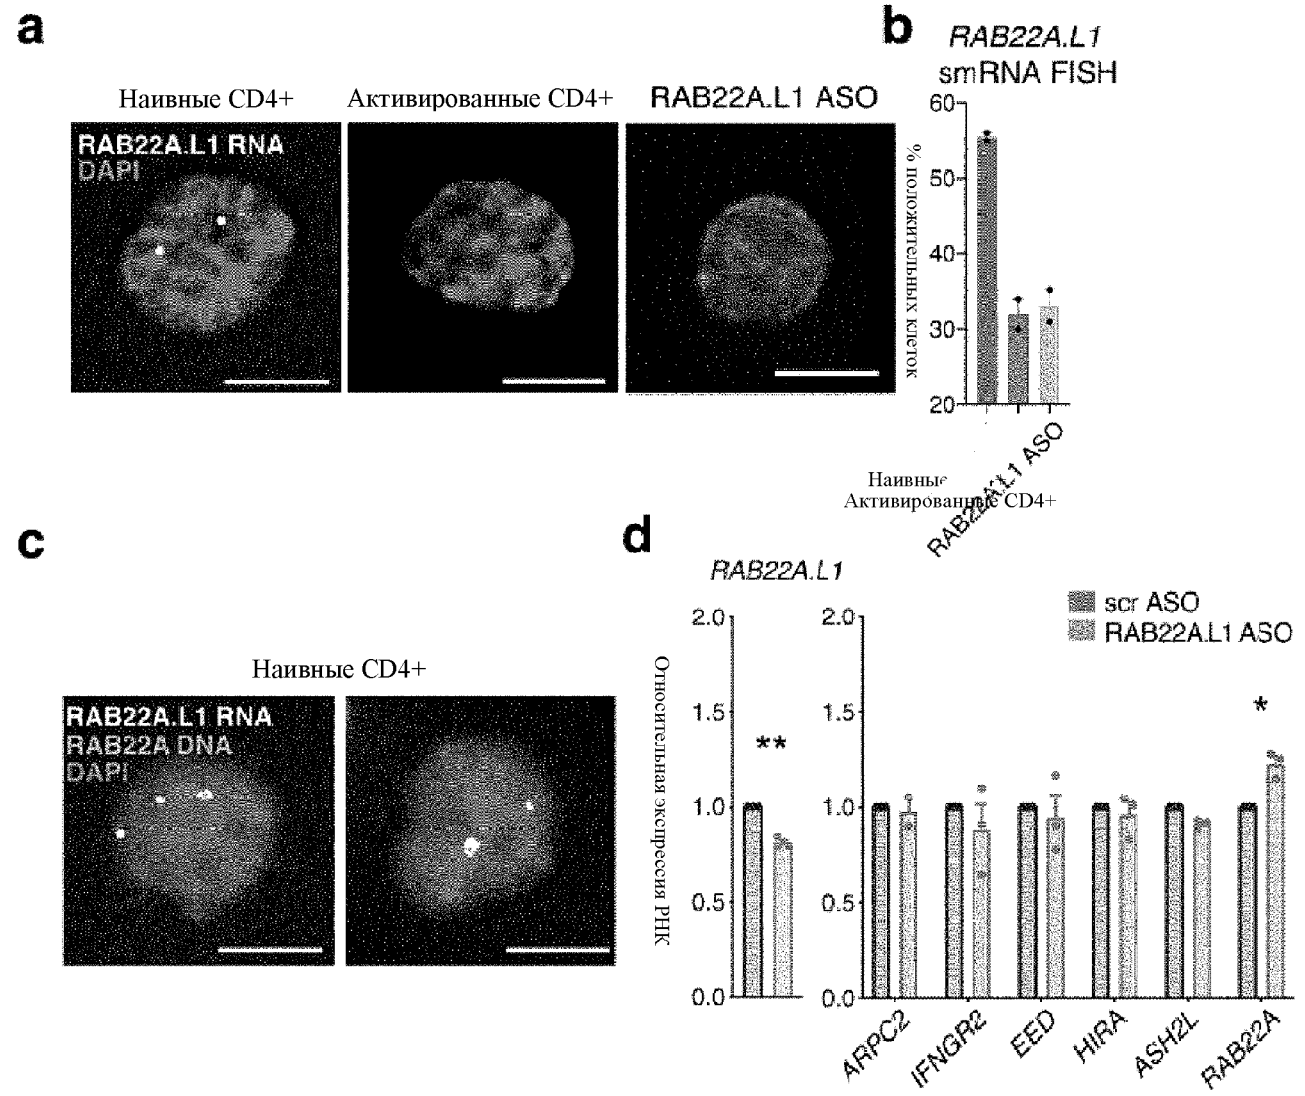 a
Наивные CD4+
Активированные CD4+
RAB22A.L1 ASO
RAB22A.L1 RNA
DAPI
b
RAB22A.L1
smRNA FISH
% положительных клеток
60
50
40
30
20
Наивные
Активированные CD4+
RAB22A.L1 ASO
c
Наивные CD4+
RAB22A.L1 RNA
RAB22A DNA
DAPI
d
RAB22A.L1
scr ASO
RAB22A.L1 ASO
Относительная экспрессия РНК
2.0
1.5
1.0
0.5
0.0
**
2.0
1.5
1.0
0.5
0.0
*
ARPC2
IFNGR2
EED
HIRA
ASH2L
RAB22A